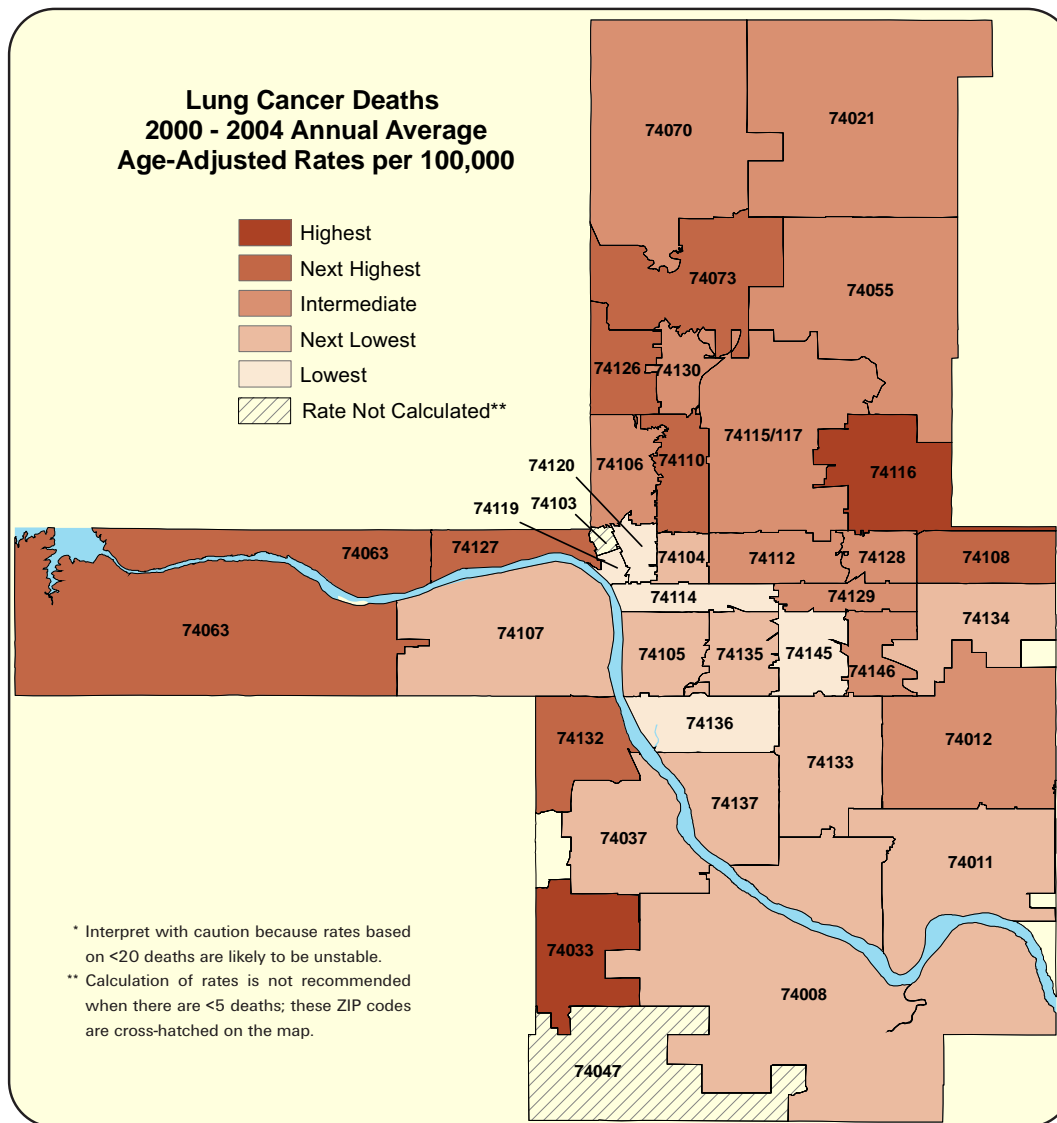 Lung Cancer Deaths
2000 - 2004 Annual Average
Age-Adjusted Rates per 100,000
Highest
Next Highest
Intermediate
Next Lowest
Lowest
Rate Not Calculated**
74070
74021
74073
74055
74126
74130
74115/117
74106
74110
74116
74120
74103
74119
74063
74127
74104
74112
74128
74108
74114
74129
74063
74107
74105
74135
74145
74146
74134
74132
74136
74133
74012
74137
74037
74011
74033
74008
74047
* Interpret with caution because rates based
on <20 deaths are likely to be unstable.
** Calculation of rates is not recommended
when there are <5 deaths; these ZIP codes
are cross-hatched on the map.